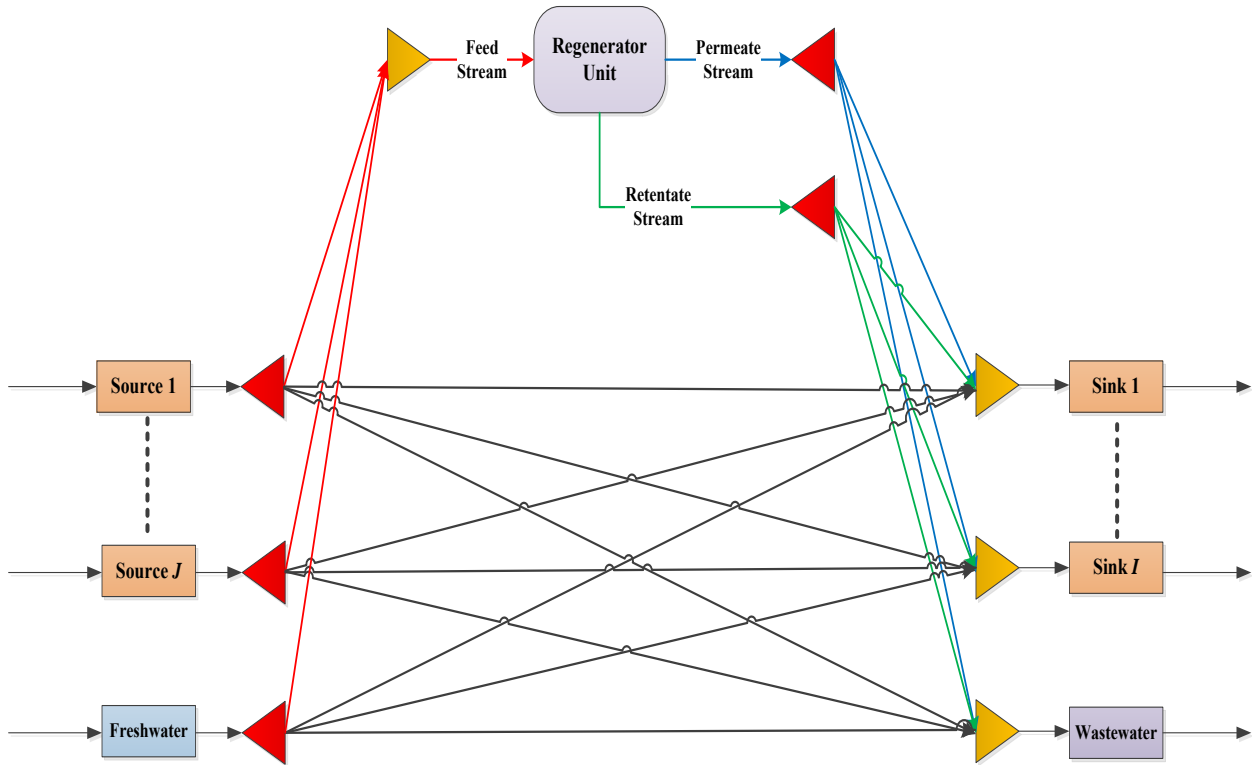 Feed
Stream
Regenerator
Unit
Permeate
Stream
Retentate
Stream
Source 1
Sink 1
Source J
Sink I
Freshwater
Wastewater